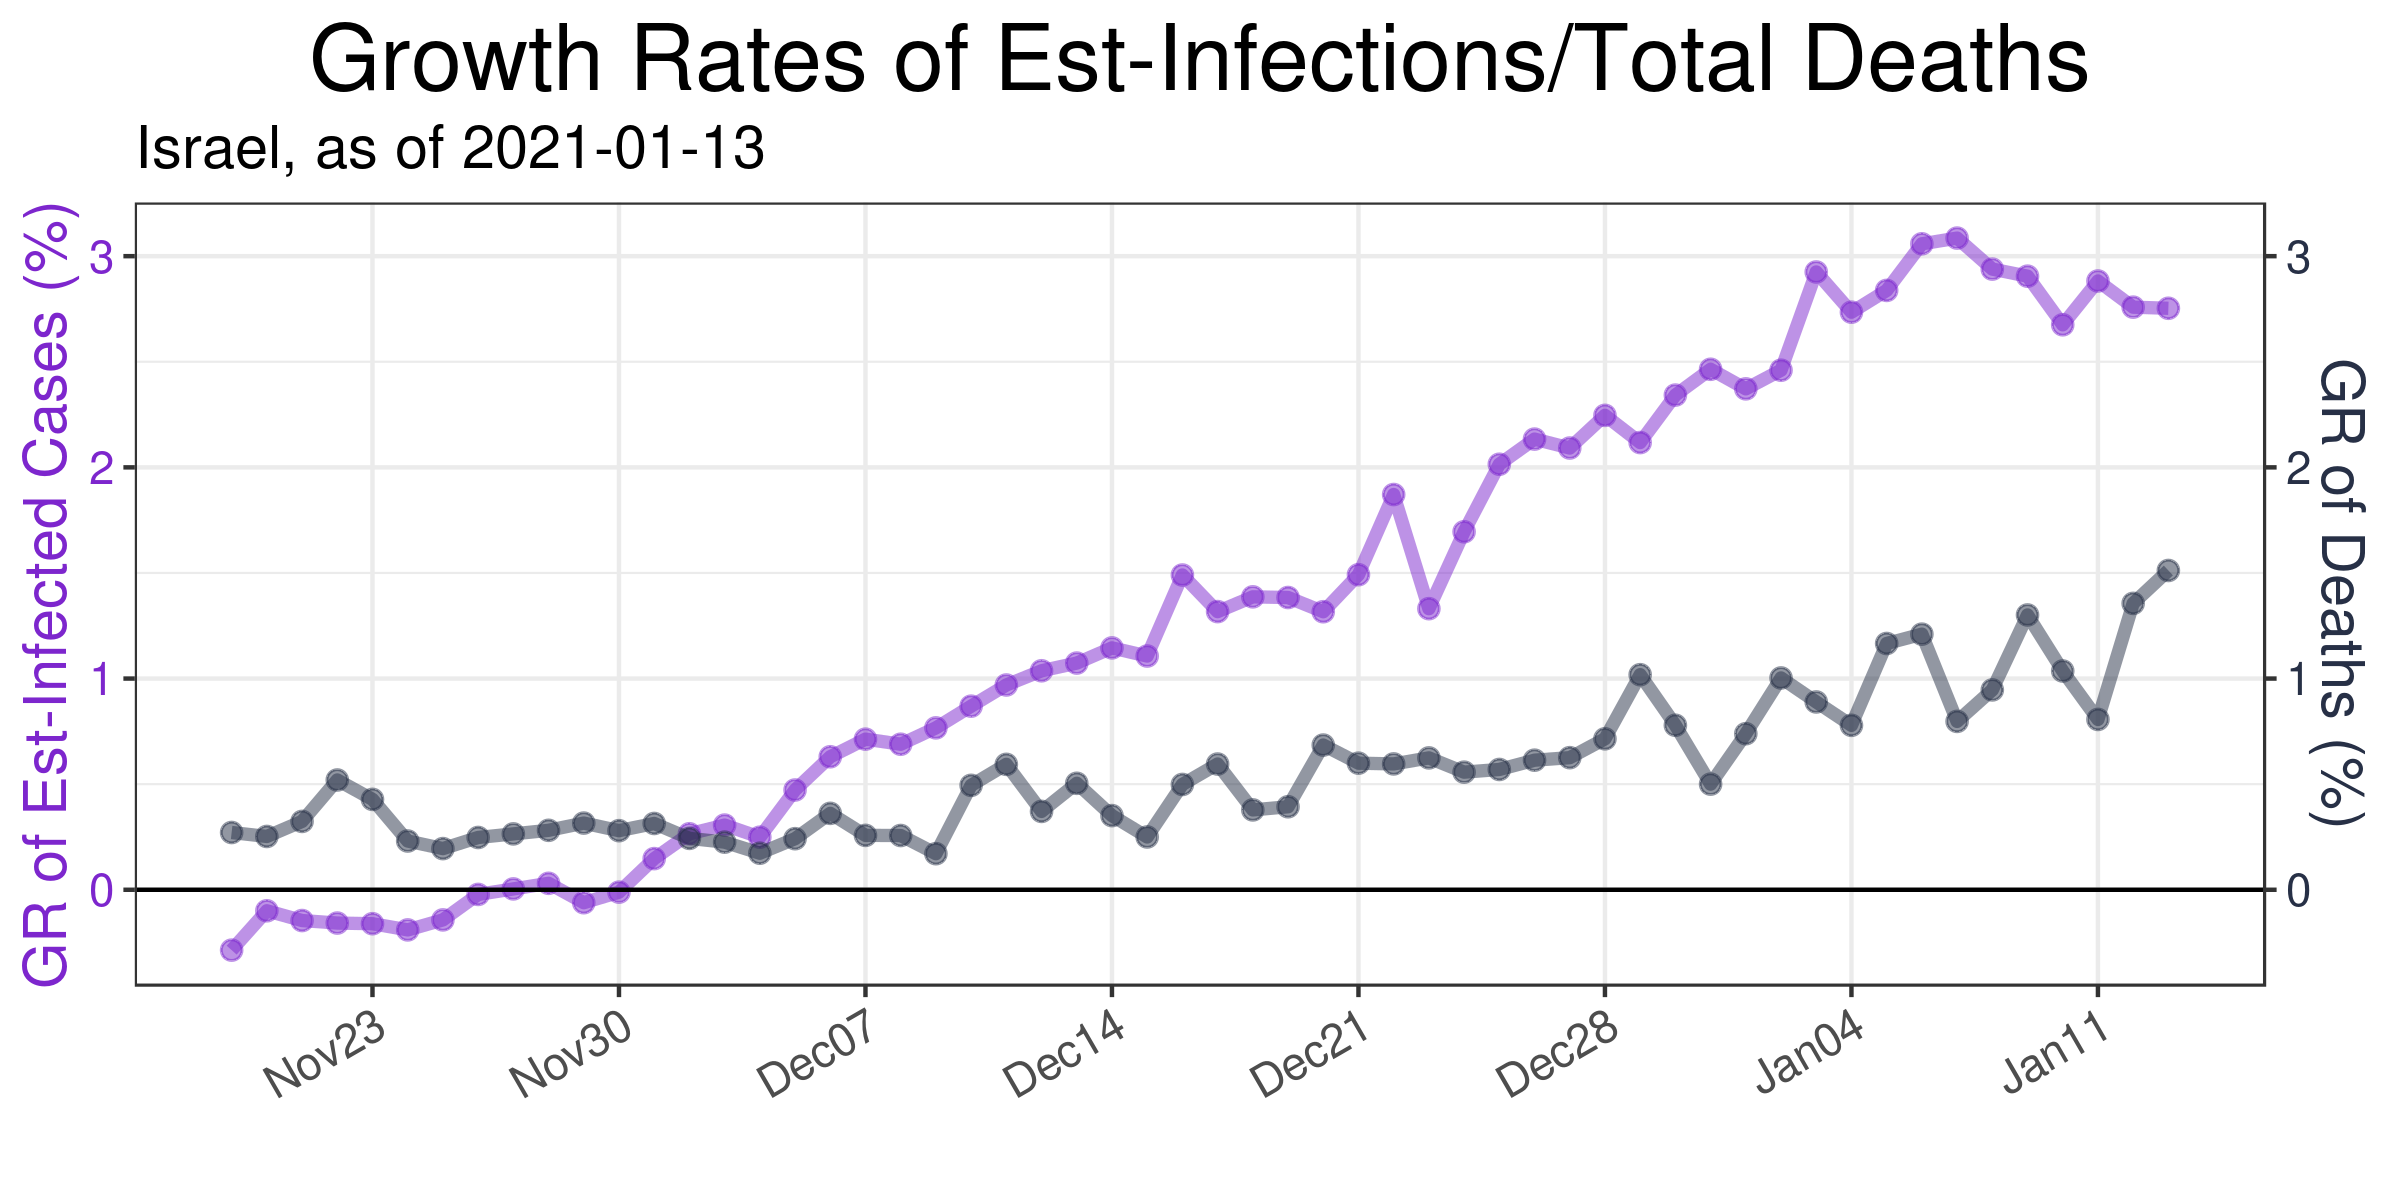 Growth Rates of Est-Infections/Total Deaths
Israel, as of 2021-01-13
GR of Est-Infected Cases (%)
3
2
1
0
3
2
1
0
GR of Deaths (%)
Nov23
Nov30
Dec07
Dec14
Dec21
Dec28
Jan04
Jan11